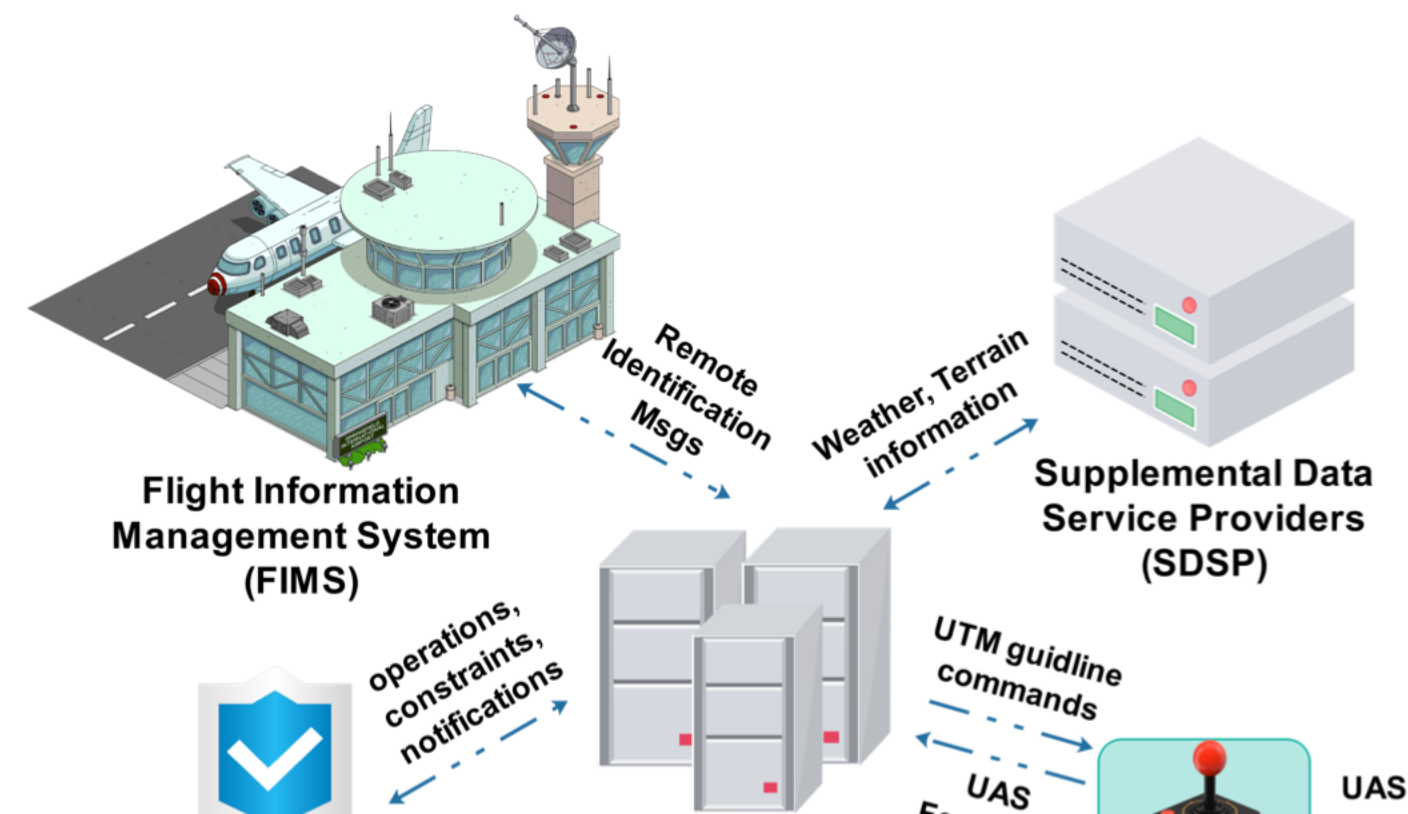 Remote
Identification
Msgs
Weather, Terrain
information
Flight Information
Management System
(FIMS)
Supplemental Data
Service Providers
(SDSP)
operations,
constraints,
notifications
UTM guidline
commands
UAS
UAS